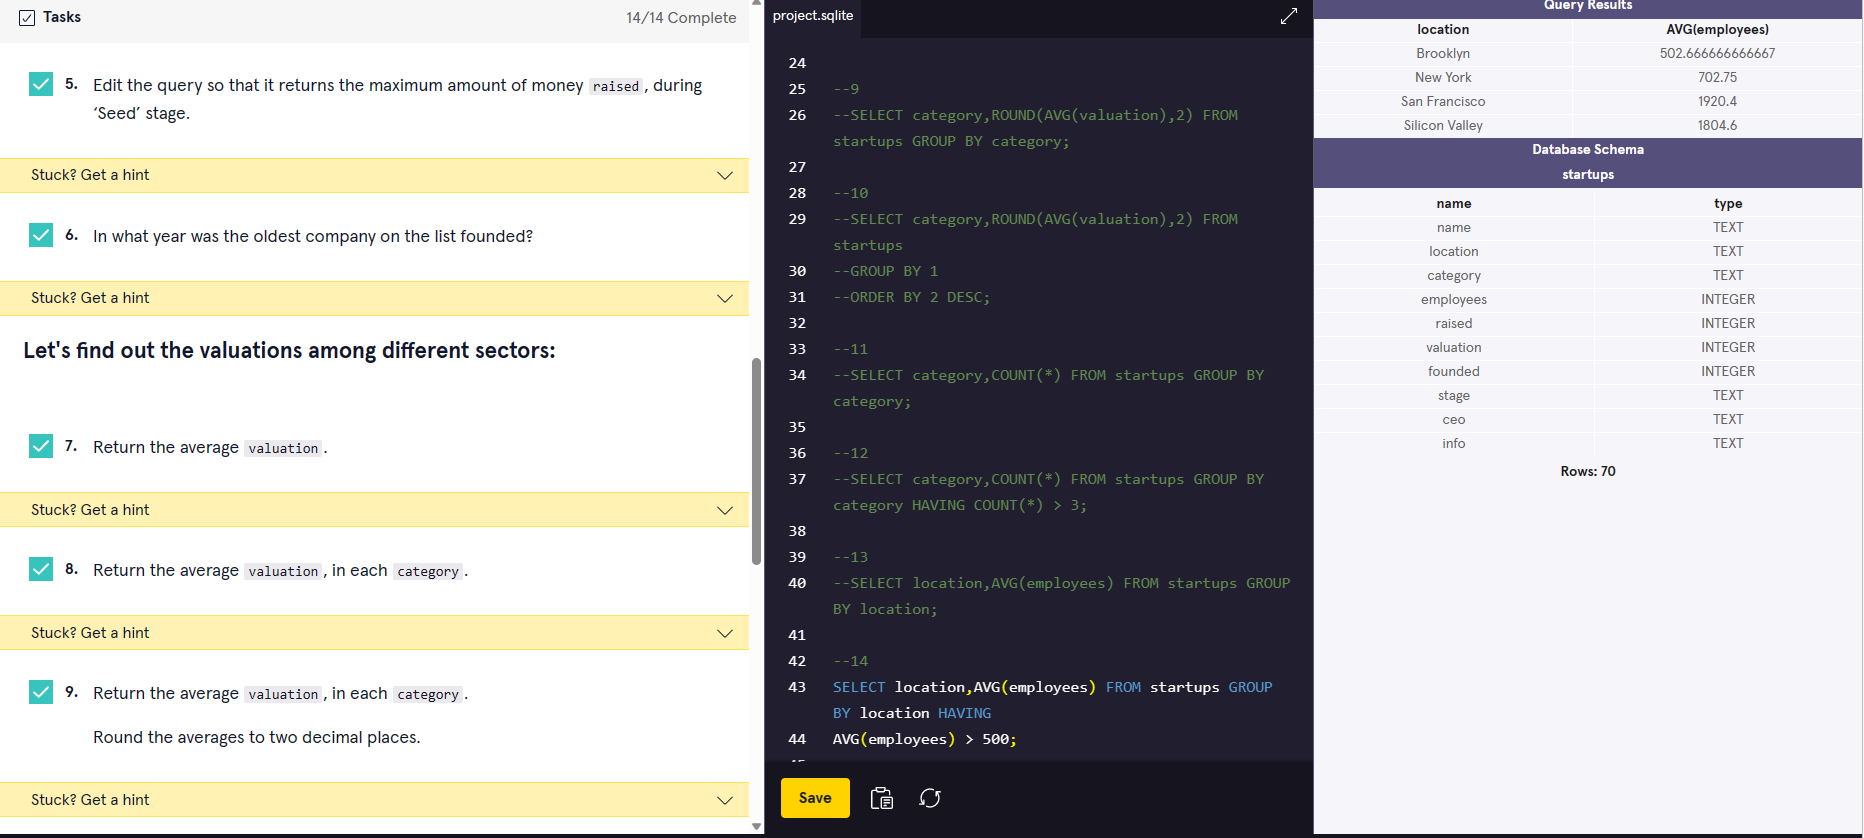 Tasks
14/14 Complete
5. Edit the query so that it returns the maximum amount of money raised, during
‘Seed’ stage.
Stuck? Get a hint
6. In what year was the oldest company on the list founded?
Stuck? Get a hint
Let's find out the valuations among different sectors:
7. Return the average valuation.
Stuck? Get a hint
8. Return the average valuation, in each category.
Stuck? Get a hint
9. Return the average valuation, in each category.
Round the averages to two decimal places.
Stuck? Get a hint
project.sqlite
24
25 --9
26 --SELECT category,ROUND(AVG(valuation),2) FROM
startups GROUP BY category;
27
28 --10
29 --SELECT category,ROUND(AVG(valuation),2) FROM
startups
30 --GROUP BY 1
31 --ORDER BY 2 DESC;
32
33 --11
34 --SELECT category,COUNT(*) FROM startups GROUP BY
category;
35
36 --12
37 --SELECT category,COUNT(*) FROM startups GROUP BY
category HAVING COUNT(*) > 3;
38
39 --13
40 --SELECT location,AVG(employees) FROM startups GROUP
BY location;
41
42 --14
43 SELECT location,AVG(employees) FROM startups GROUP
BY location HAVING
44 AVG(employees) > 500;
Save
Query Results
location AVG(employees)
Brooklyn 502.666666666667
New York 702.75
San Francisco 1920.4
Silicon Valley 1804.6
Database Schema
startups
name type
name TEXT
location TEXT
category TEXT
employees INTEGER
raised INTEGER
valuation INTEGER
founded INTEGER
stage TEXT
ceo TEXT
info TEXT
Rows: 70